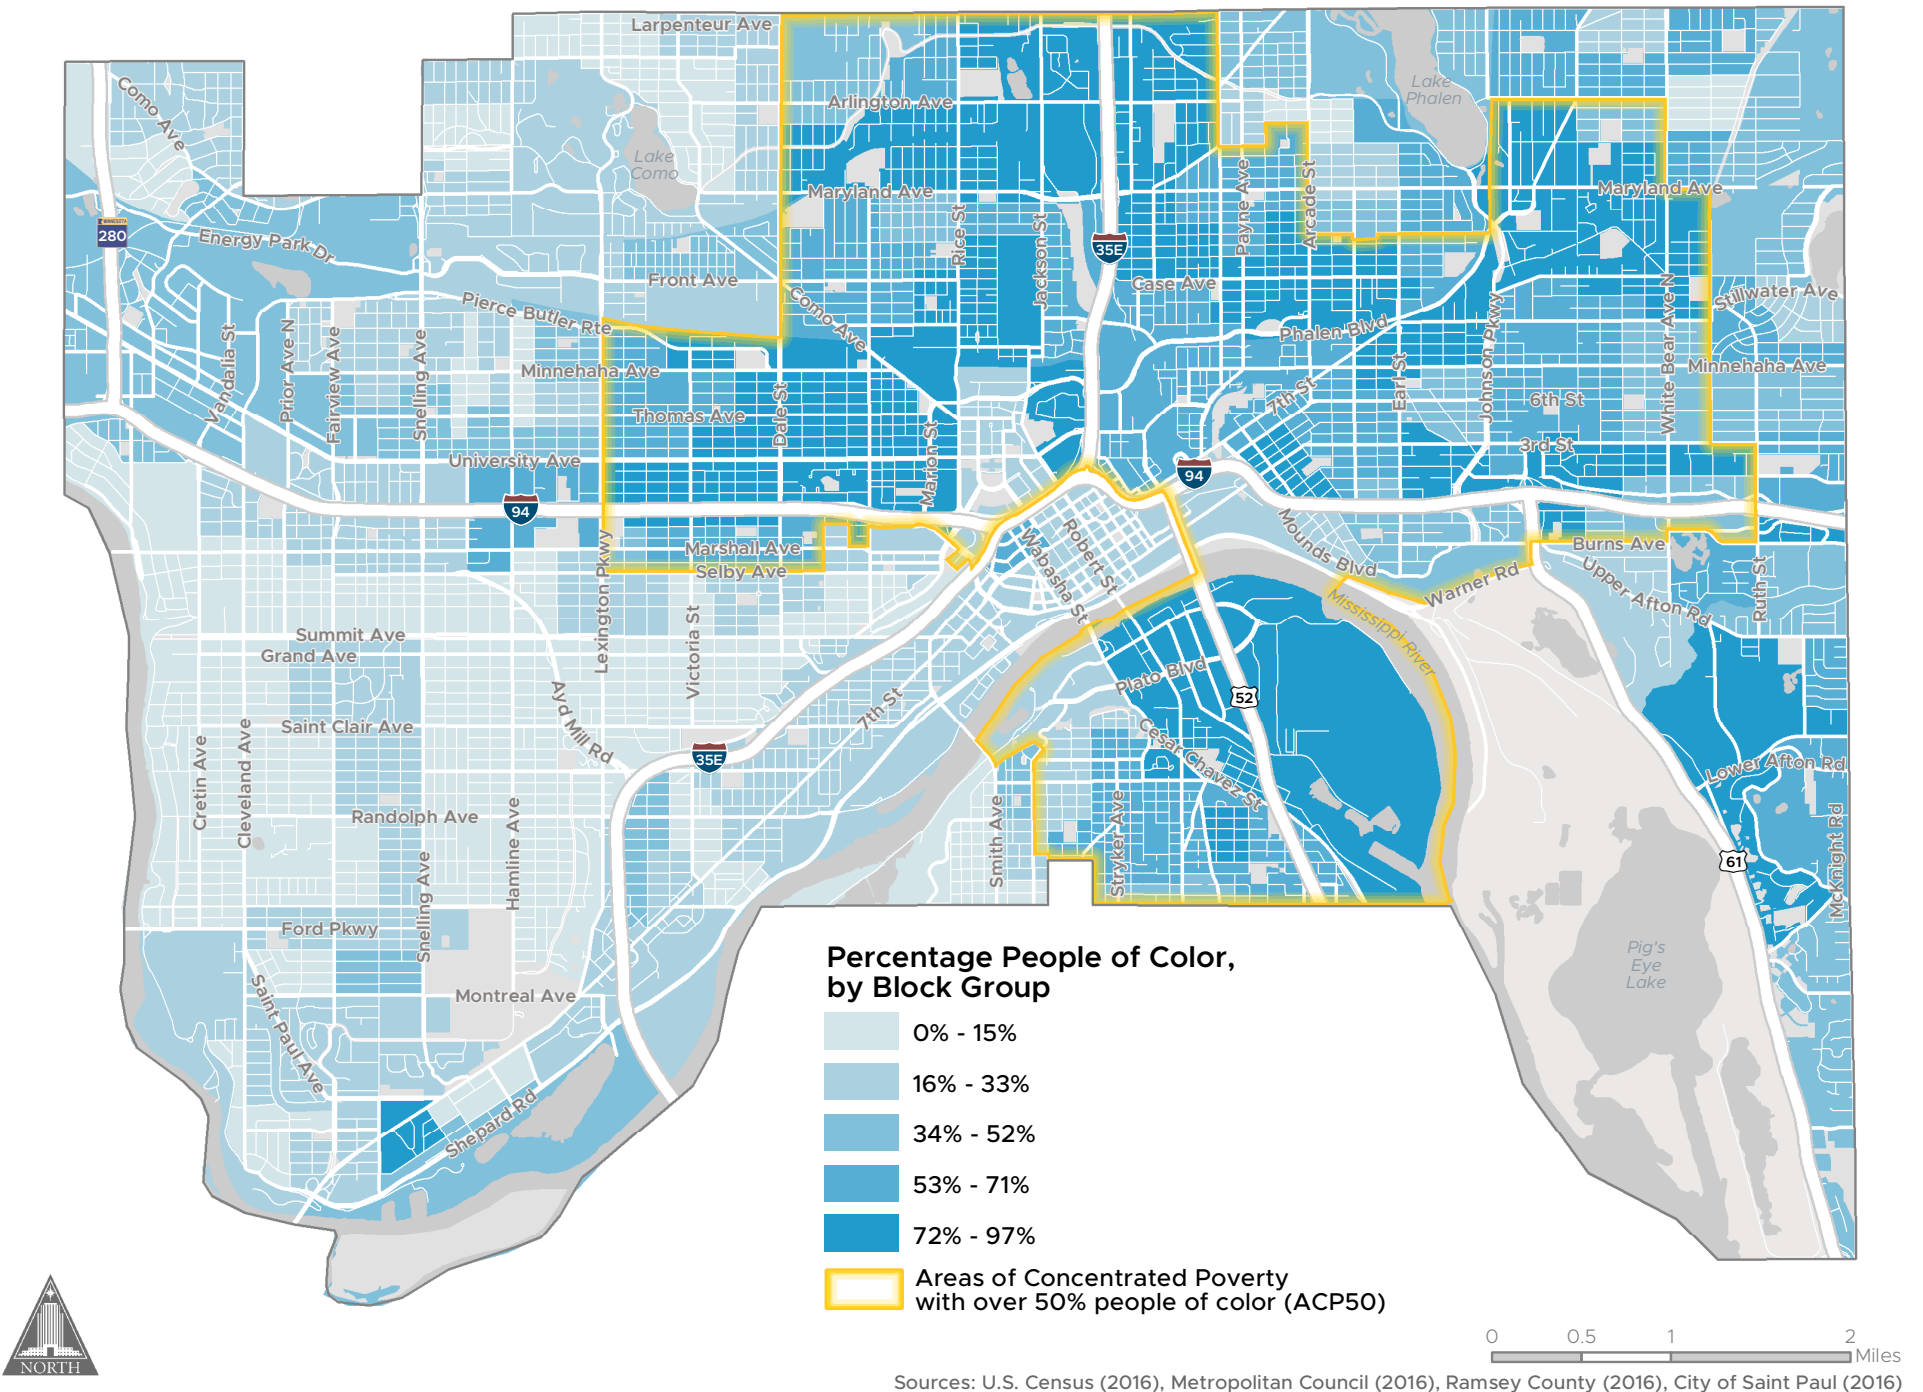 Larpenteur Ave
Como Ave
Arlington Ave
Lake
Phalen
Lake
Como
Maryland Ave
Maryland Ave
280
Energy Park Dr
Rice St
Jackson St
35E
Payne Ave
Arcade St
Front Ave
Case Ave
Como Ave
Stillwater Ave
Pierce Butler Rte
Phalen Blvd
Johnson Pkwy
White Bear Ave N
Vandalia St
Prior Ave N
Fairview Ave
Snelling Ave
Minnehaha Ave
Minnehaha Ave
Thomas Ave
Dale St
7th St
Earl St
6th St
3rd St
University Ave
Marion St
94
94
Marshall Ave
Selby Ave
Wabasha St
Robert St
Mounds Blvd
Burns Ave
Warner Rd
Upper Afton Rd
Ruth St
Mississippi River
Lexington Pkwy
Victoria St
Summit Ave
Grand Ave
Plato Blvd
52
Ayd Mill Rd
7th St
Saint Clair Ave
Cesar Chavez St
35E
Lower Afton Rd
Cretin Ave
Cleveland Ave
Randolph Ave
Hamline Ave
Smith Ave
Stryker Ave
McKnight Rd
61
Snelling Ave
Ford Pkwy
Pig's
Eye
Lake
Saint Paul Ave
Montreal Ave
Shepard Rd
Percentage People of Color,
by Block Group
0% - 15%
16% - 33%
34% - 52%
53% - 71%
72% - 97%
Areas of Concentrated Poverty
with over 50% people of color (ACP50)
NORTH
0 0.5 1 2
Miles
Sources: U.S. Census (2016), Metropolitan Council (2016), Ramsey County (2016), City of Saint Paul (2016)